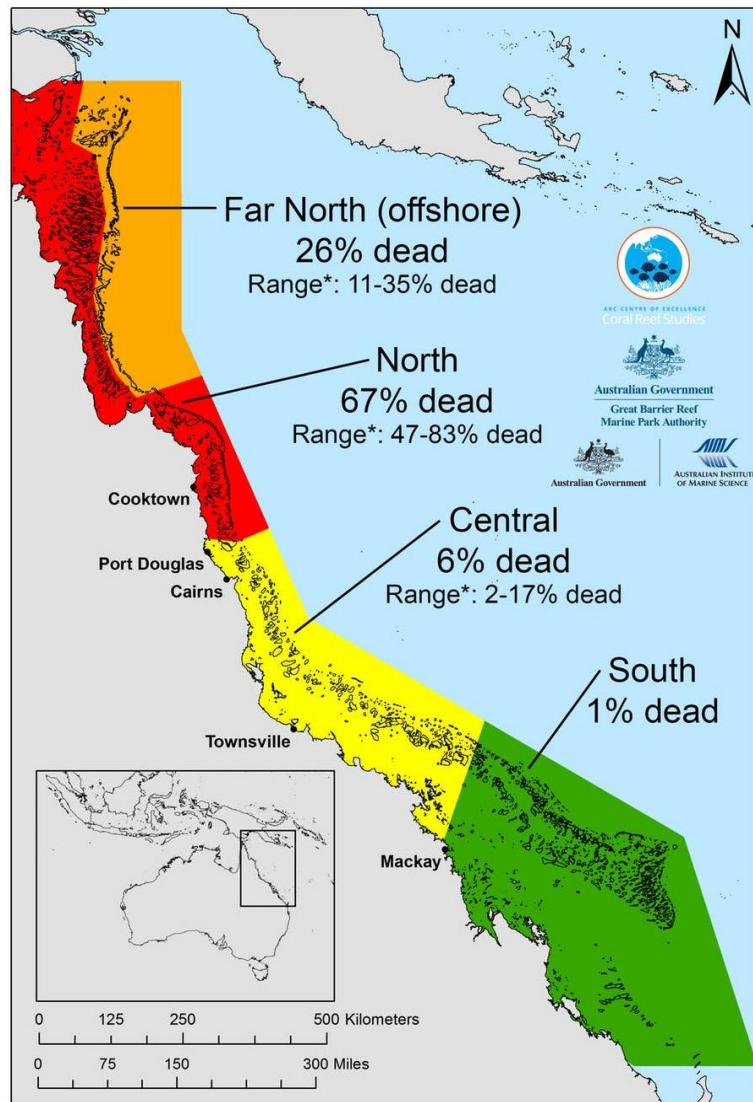 N
Far North (offshore)
26% dead
Range*: 11-35% dead
ARC CENTRE OF EXCELLENCE
Coral Reef Studies
North
67% dead
Range*: 47-83% dead
Australian Government
Great Barrier Reef
Marine Park Authority
Australian Government
AIMS
AUSTRALIAN INSTITUTE
OF MARINE SCIENCE
Cooktown
Central
6% dead
Range*: 2-17% dead
Port Douglas
Cairns
South
1% dead
Townsville
Mackay
0 125 250 500 Kilometers
0 75 150 300 Miles